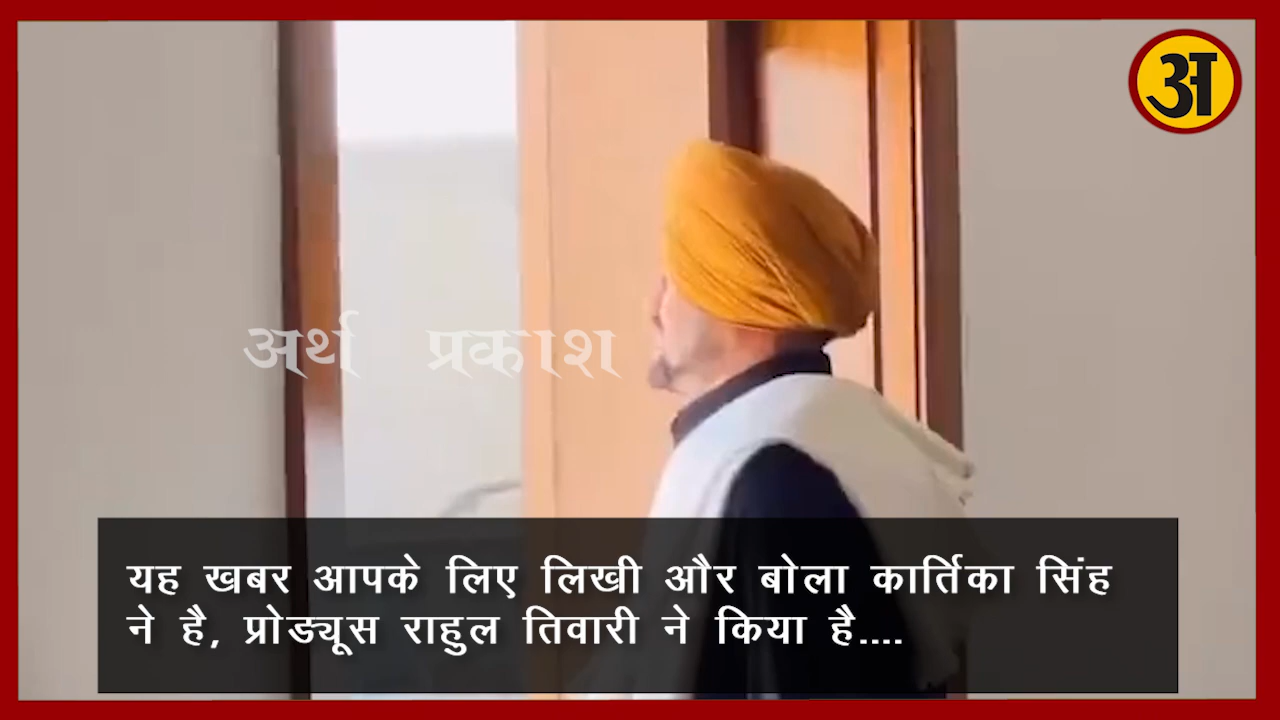 अ
अर्थ प्रकाश
यह खबर आपके लिए लिखी और बोला कार्तिका सिंह
ने है, प्रोड्यूस राहुल तिवारी ने किया है....